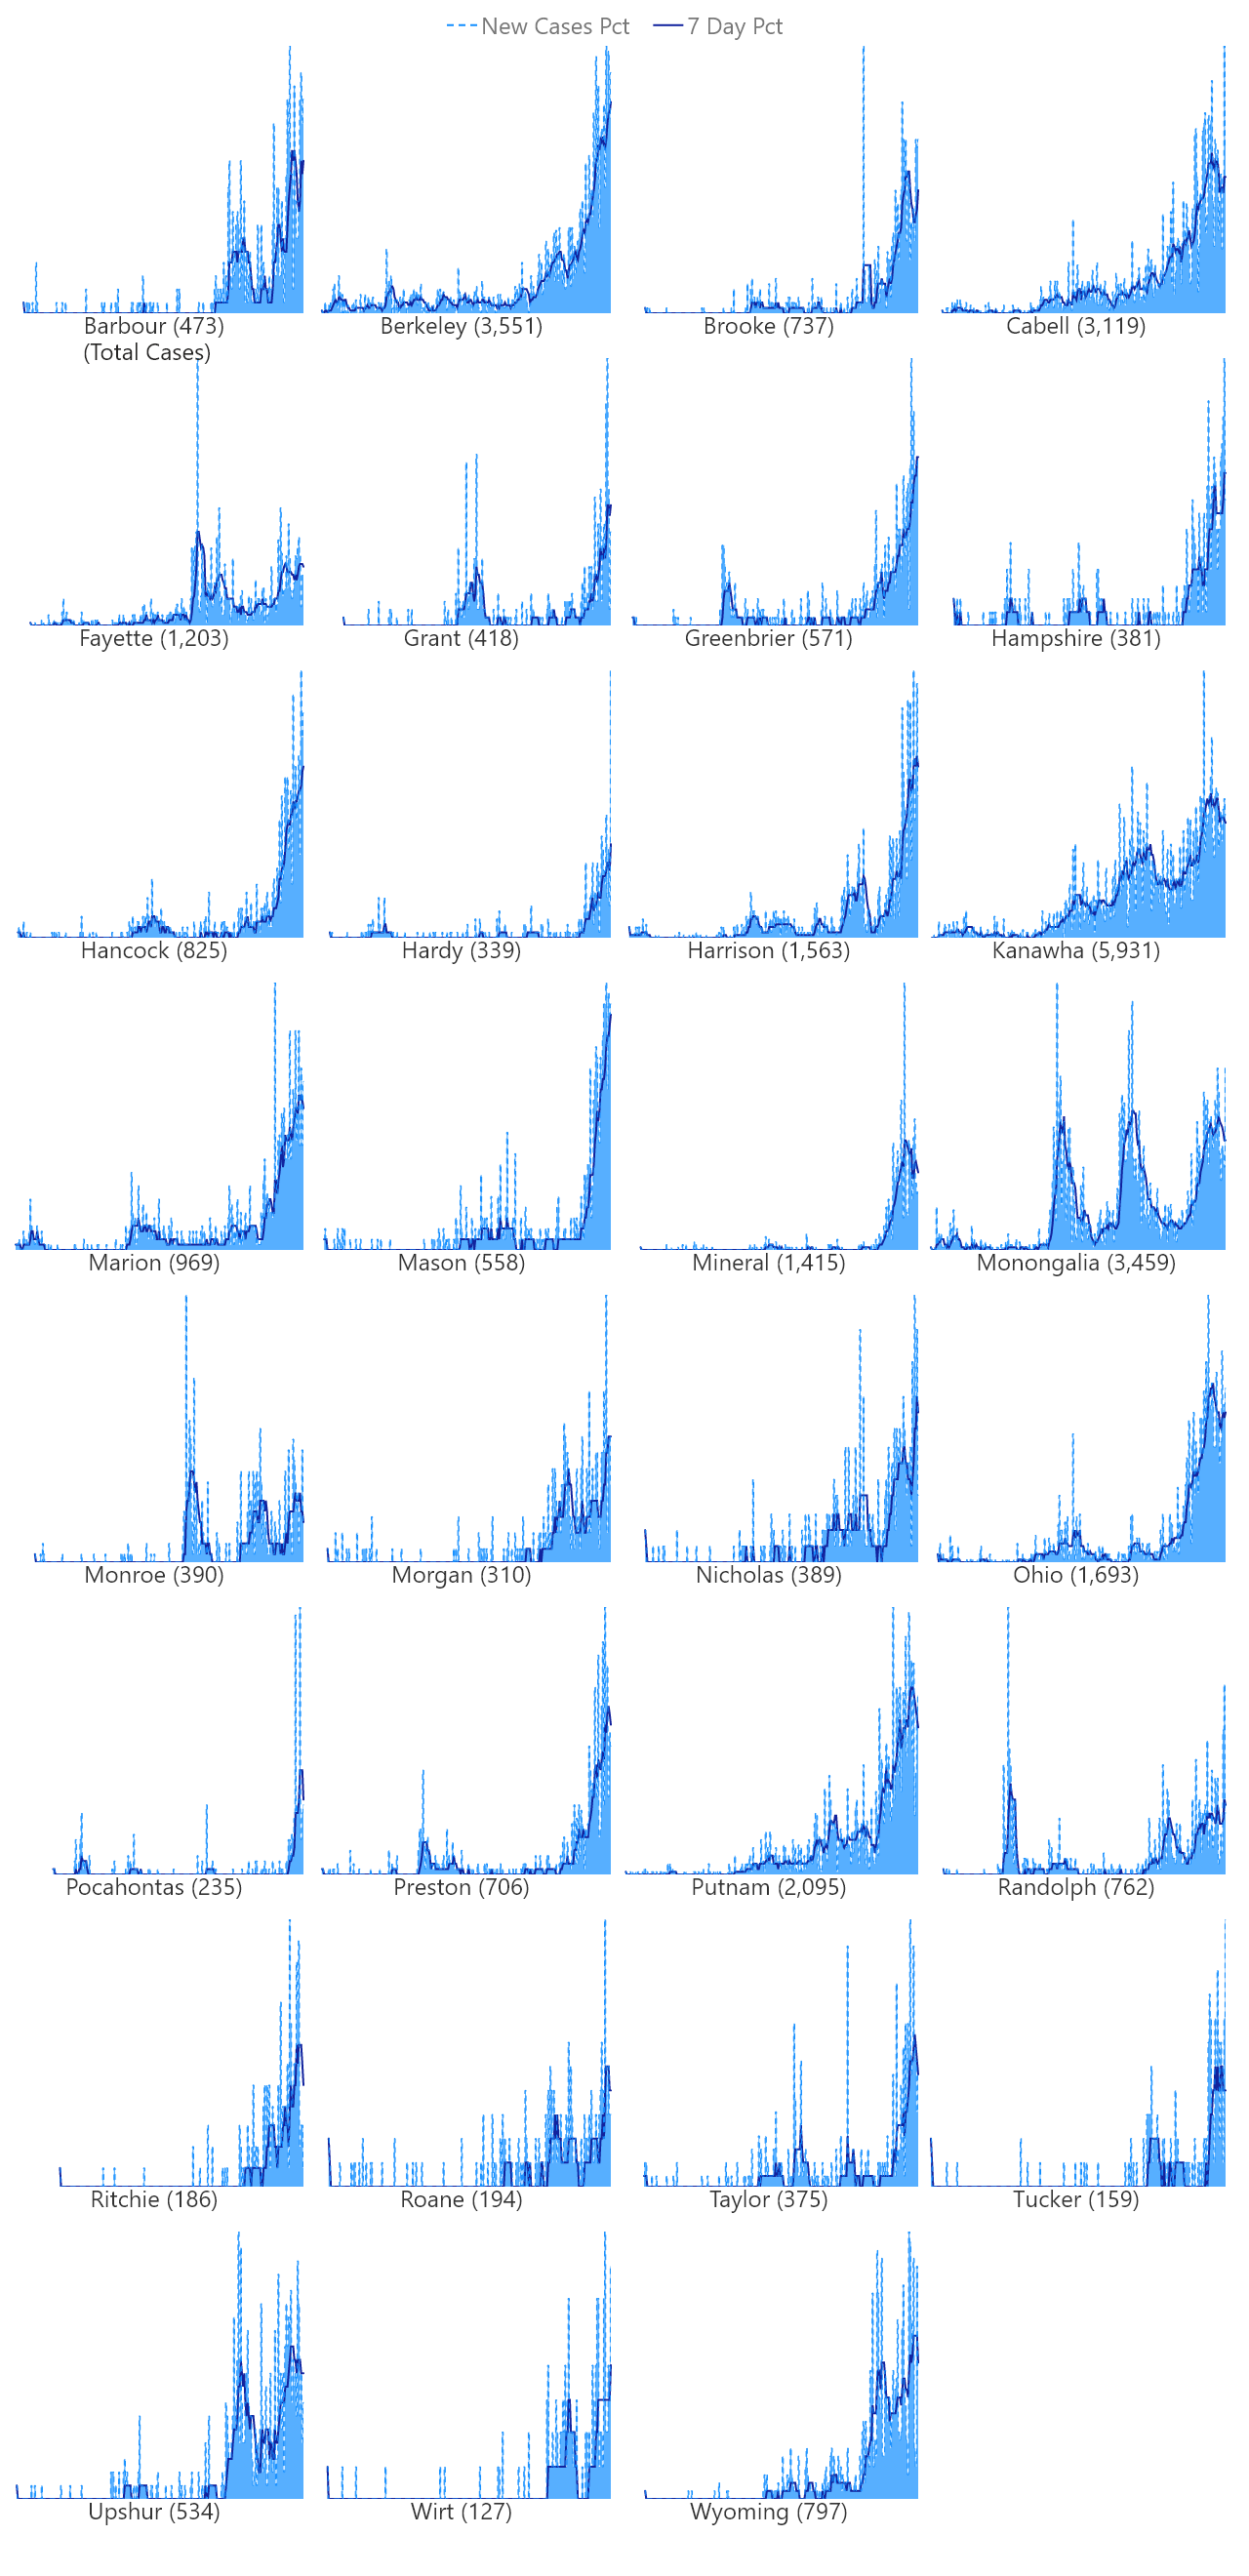 New Cases Pct 7 Day Pct
Barbour (473) Berkeley (3,551) Brooke (737) Cabell (3,119)
(Total Cases)
Fayette (1,203) Grant (418) Greenbrier (571) Hampshire (381)
Hancock (825) Hardy (339) Harrison (1,563) Kanawha (5,931)
Marion (969) Mason (558) Mineral (1,415) Monongalia (3,459)
Monroe (390) Morgan (310) Nicholas (389) Ohio (1,693)
Pocahontas (235) Preston (706) Putnam (2,095) Randolph (762)
Ritchie (186) Roane (194) Taylor (375) Tucker (159)
Upshur (534) Wirt (127) Wyoming (797)